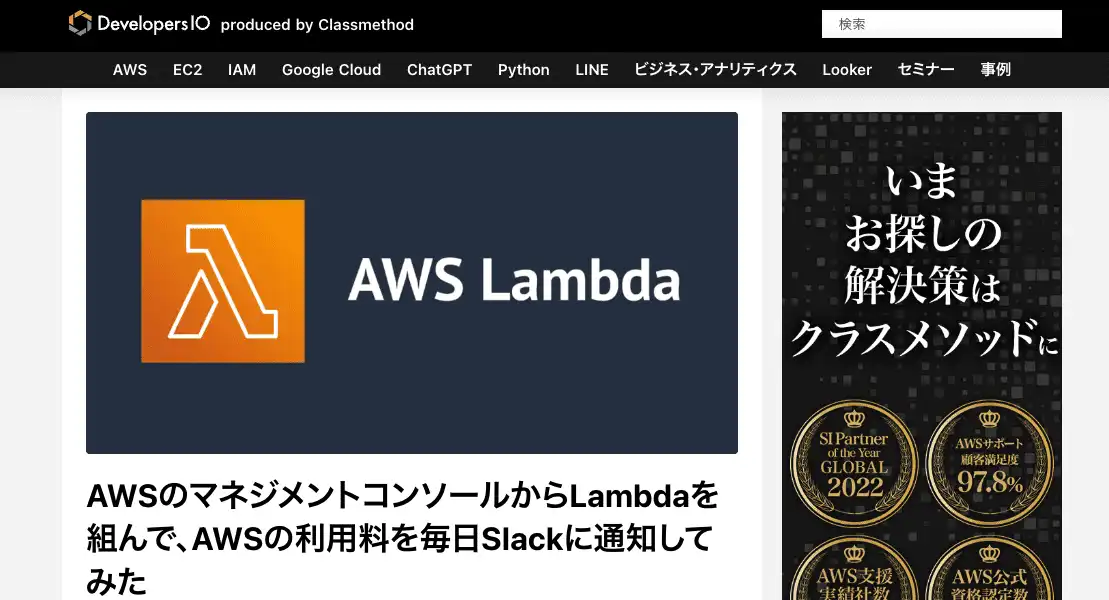 DevelopersIO produced by Classmethod
検索
AWS EC2 IAM Google Cloud ChatGPT Python LINE ビジネス・アナリティクス Looker セミナー 事例
AWS Lambda
AWSのマネジメントコンソールからLambdaを
組んで、AWSの利用料を毎日Slackに通知して
みた
いま
お探しの
解決策は
クラスメソッドに
SI Partner
of the Year
GLOBAL
2022
AWSサポート
顧客満足度
97.8%
AWS支援
実績社数
AWS公式
資格認定数